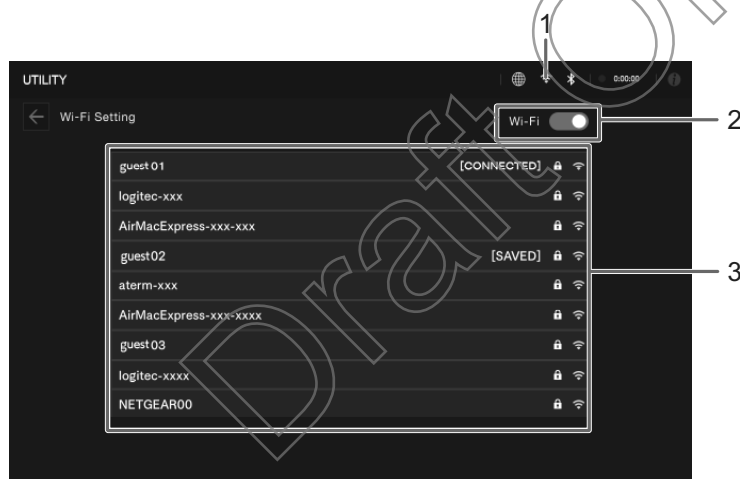 1
UTILITY 0:00:00
Wi-Fi Setting Wi-Fi 2
guest 01 [CONNECTED]
logitec-xxx
AirMacExpress-xxx-xxx
guest02 [SAVED]
aterm-xxx 3
AirMacExpress-xxx-xxxx
guest 03
logitec-xxxx
NETGEAR00
Draft